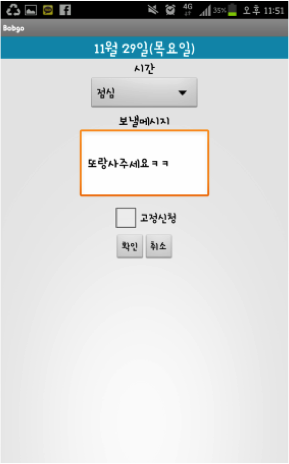 4G 35% 오후 11:51
Babgo
11월 29일(목요일)
시간
점심
보낼메시지
또랑사주세요ㅋㅋ
고정신청
확인 취소